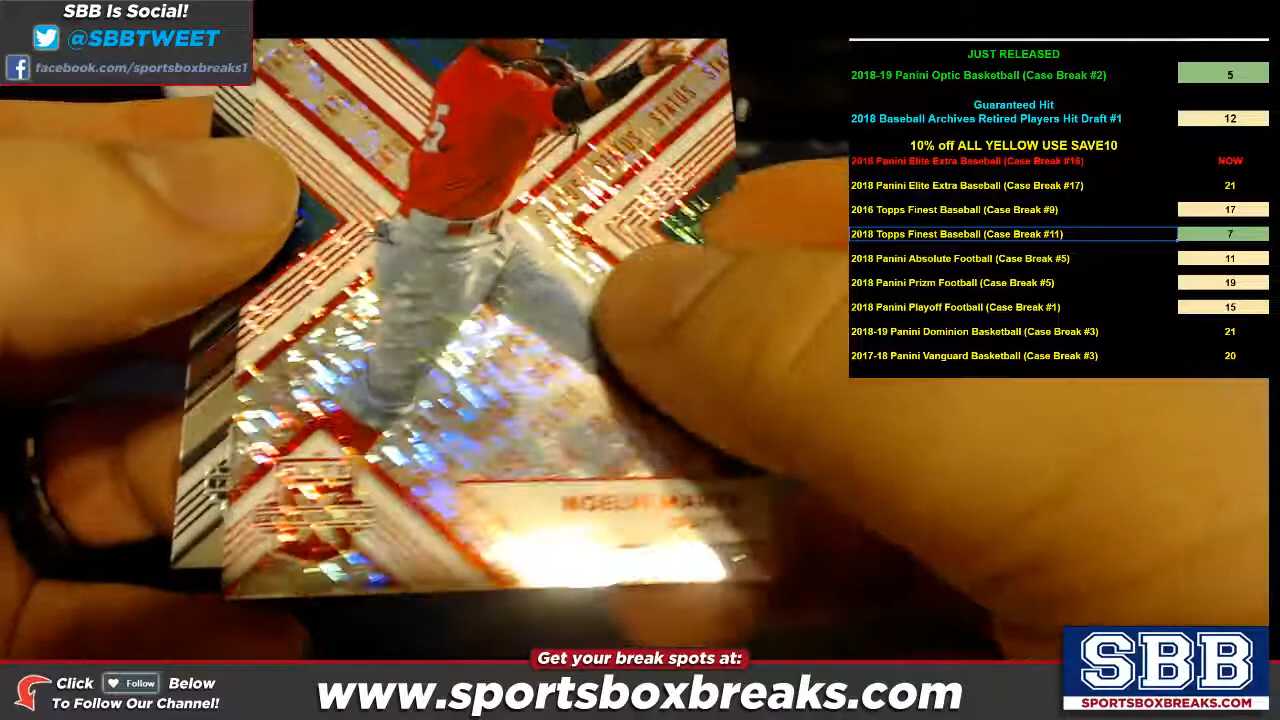 SBB Is Social!
@SBBTWEET
facebook.com/sportsboxbreaks1
JUST RELEASED
2018-19 Panini Optic Basketball (Case Break #2) 5
Guaranteed Hit
2018 Baseball Archives Retired Players Hit Draft #1 12
10% off ALL YELLOW USE SAVE10
2018 Panini Elite Extra Baseball (Case Break #16) NOW
2018 Panini Elite Extra Baseball (Case Break #17) 21
2016 Topps Finest Baseball (Case Break #9) 17
2018 Topps Finest Baseball (Case Break #11) 7
2018 Panini Absolute Football (Case Break #5) 11
2018 Panini Prizm Football (Case Break #5) 19
2018 Panini Playoff Football (Case Break #1) 15
2018-19 Panini Dominion Basketball (Case Break #3) 21
2017-18 Panini Vanguard Basketball (Case Break #3) 20
5
STATUS
STATUS
Get your break spots at:
Click Follow Below
To Follow Our Channel!
www.sportsboxbreaks.com
SBB
SPORTSBOXBREAKS.COM